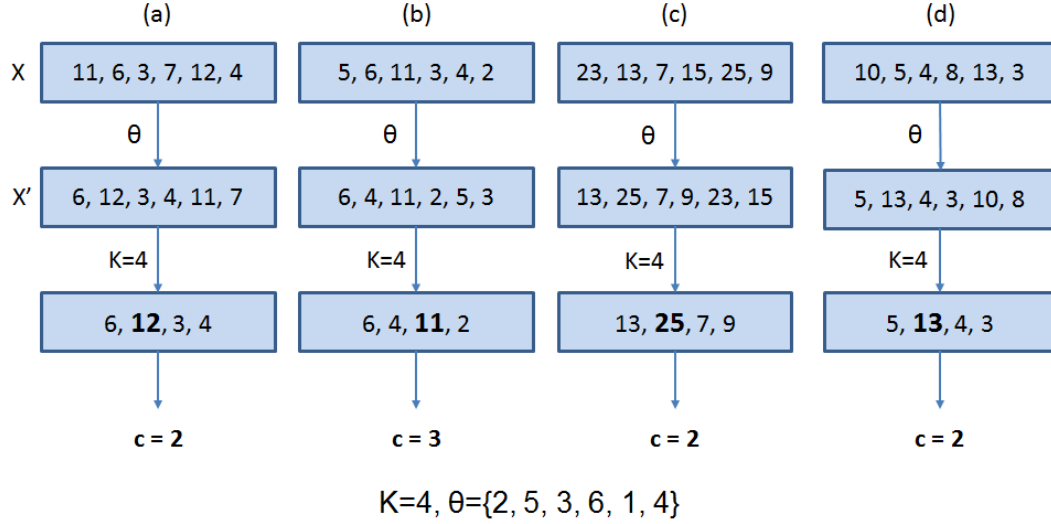 (a) (b) (c) (d)
X 11, 6, 3, 7, 12, 4 5, 6, 11, 3, 4, 2 23, 13, 7, 15, 25, 9 10, 5, 4, 8, 13, 3
θ θ θ θ
X’ 6, 12, 3, 4, 11, 7 6, 4, 11, 2, 5, 3 13, 25, 7, 9, 23, 15 5, 13, 4, 3, 10, 8
K=4 K=4 K=4 K=4
6, 12, 3, 4 6, 4, 11, 2 13, 25, 7, 9 5, 13, 4, 3
c = 2 c = 3 c = 2 c = 2
K=4, θ={2, 5, 3, 6, 1, 4}